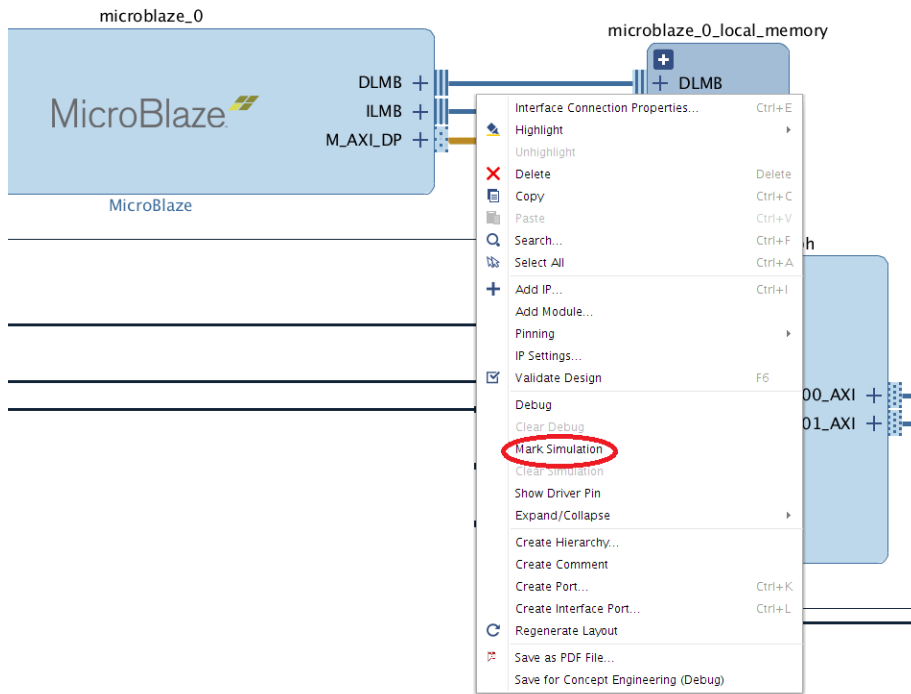 microblaze_0
microblaze_0_local_memory
DLMB
ILMB
M_AXI_DP
MicroBlaze
MicroBlaze
DLMB
Interface Connection Properties... Ctrl+E
Highlight
Unhighlight
Delete Delete
Copy Ctrl+C
Paste Ctrl+V
Search... Ctrl+F
Select All Ctrl+A
Add IP... Ctrl+I
Add Module...
Pinning
IP Settings...
Validate Design F6
Debug
Clear Debug
Mark Simulation
Clear Simulation
Show Driver Pin
Expand/Collapse
Create Hierarchy...
Create Comment
Create Port... Ctrl+K
Create Interface Port... Ctrl+L
Regenerate Layout
Save as PDF File...
Save for Concept Engineering (Debug)
ph
00_AXI
01_AXI